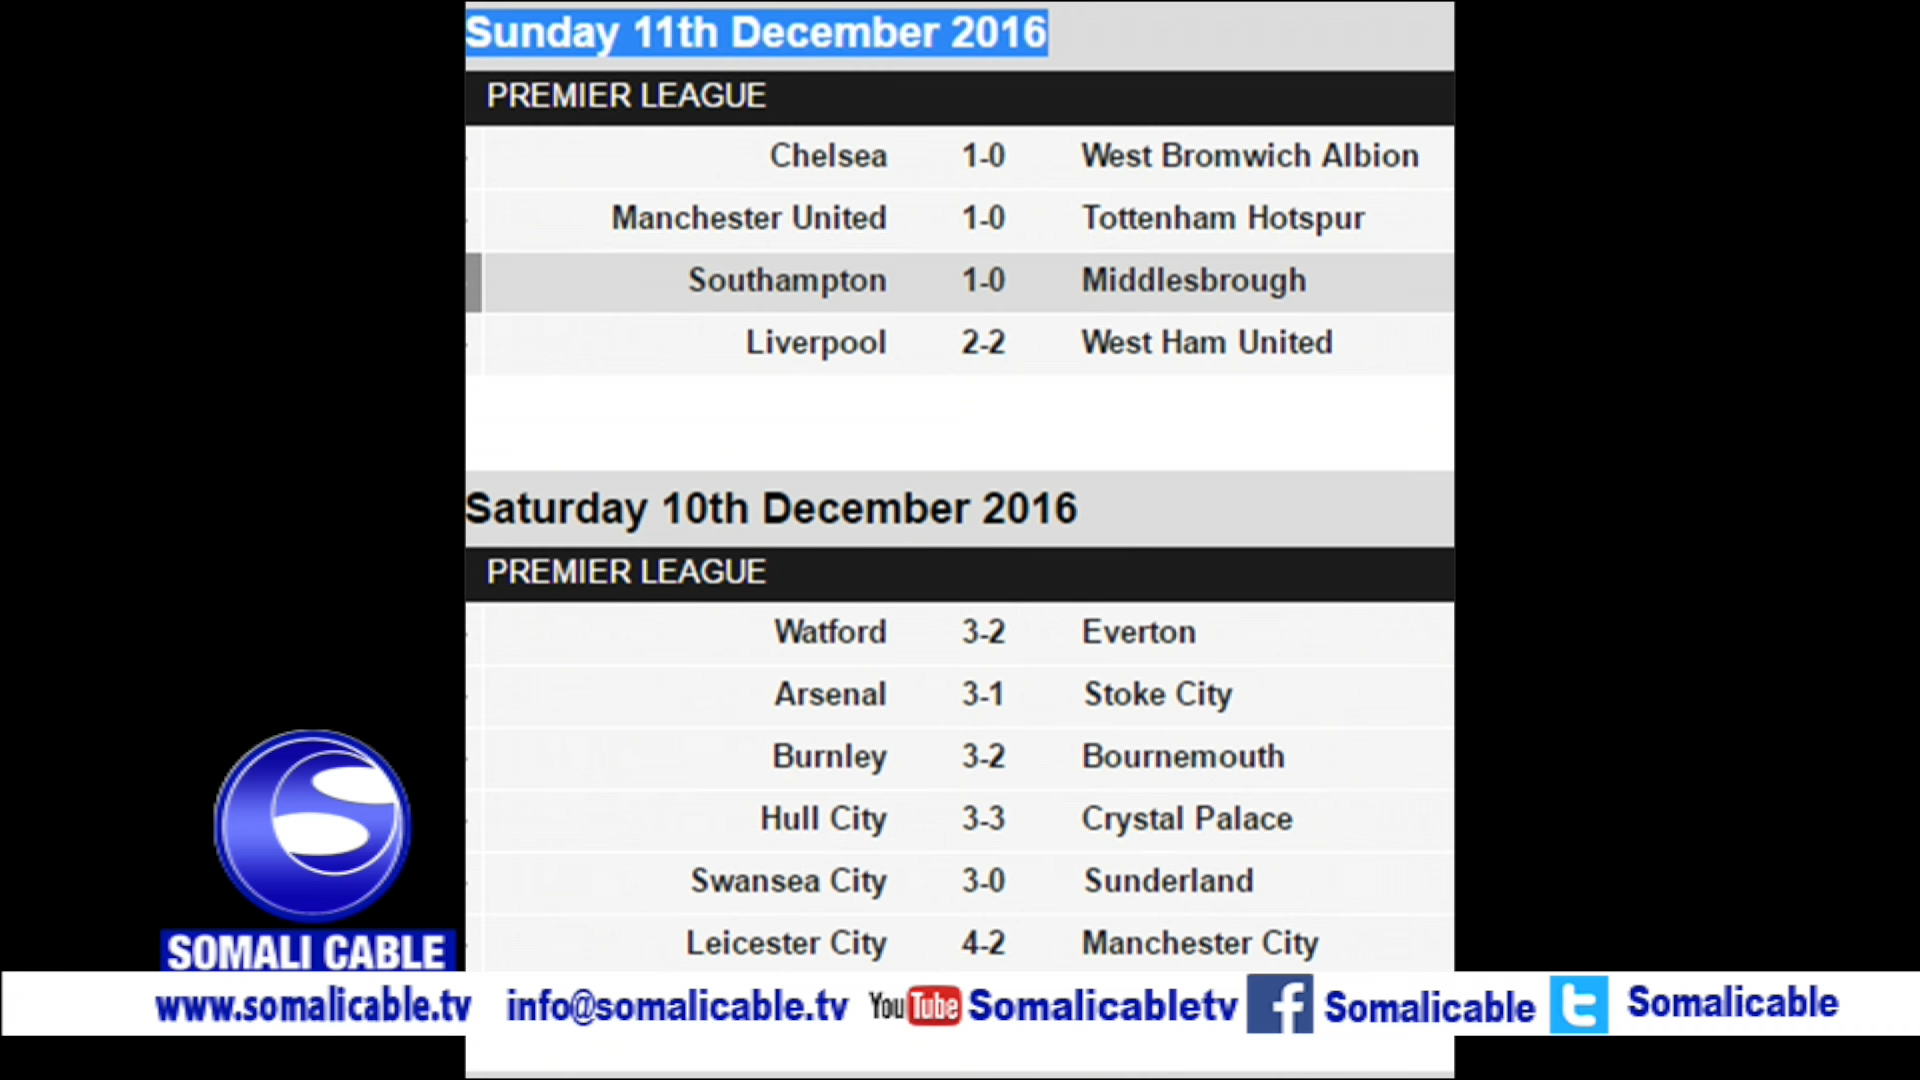 Sunday 11th December 2016
PREMIER LEAGUE
Chelsea 1-0 West Bromwich Albion
Manchester United 1-0 Tottenham Hotspur
Southampton 1-0 Middlesbrough
Liverpool 2-2 West Ham United
Saturday 10th December 2016
PREMIER LEAGUE
Watford 3-2 Everton
Arsenal 3-1 Stoke City
Burnley 3-2 Bournemouth
Hull City 3-3 Crystal Palace
Swansea City 3-0 Sunderland
Leicester City 4-2 Manchester City
SOMALI CABLE
www.somalicable.tv info@somalicable.tv YouTube Somalicabletv f Somalicable t Somalicable